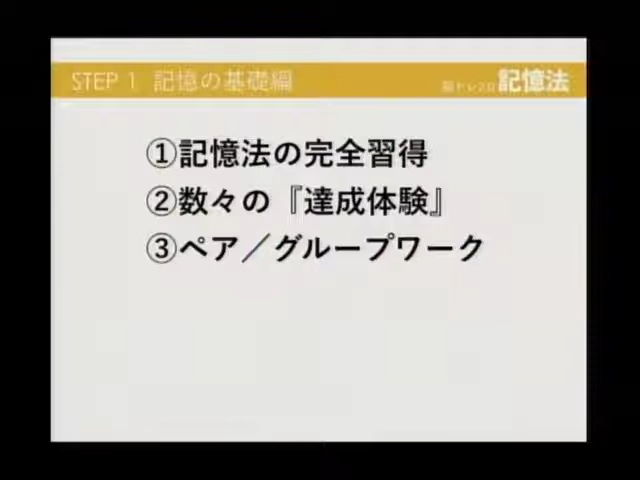 STEP 1 記憶の基礎編
記憶法
①記憶法の完全習得
②数々の『達成体験』
③ペア／グループワーク